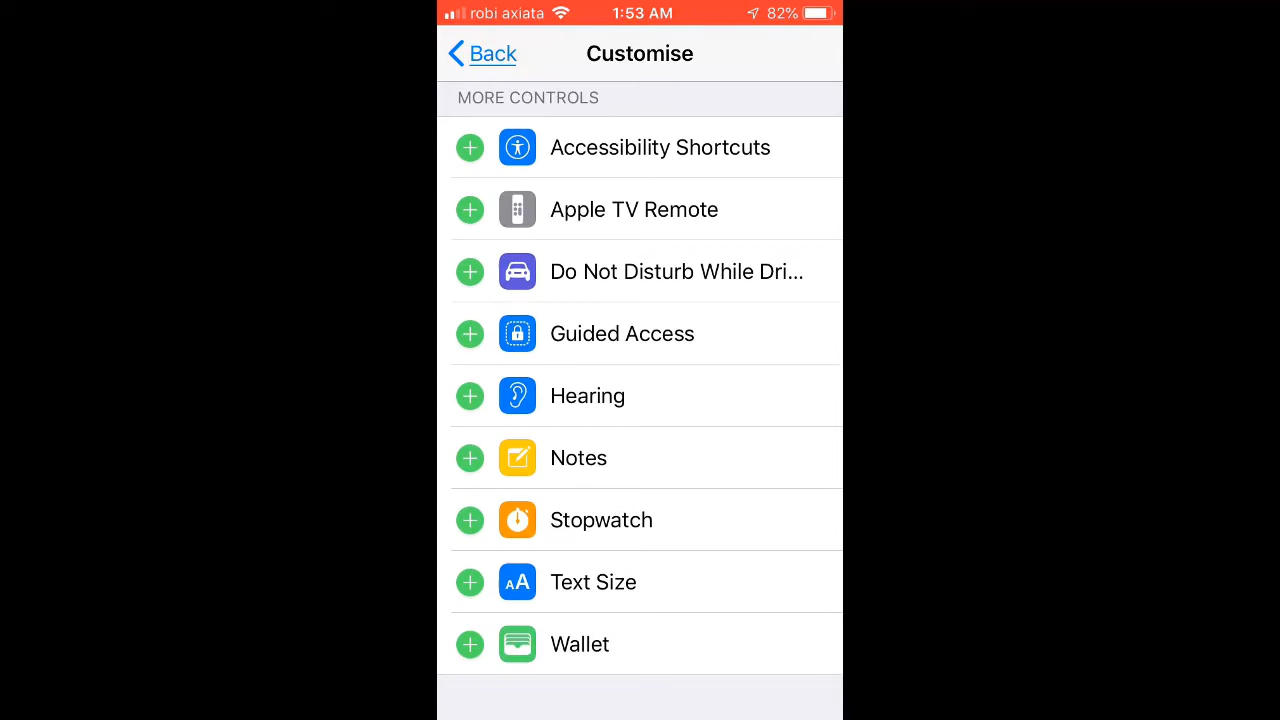 robi axiata 1:53 AM 82%
Back Customise
MORE CONTROLS
Accessibility Shortcuts
Apple TV Remote
Do Not Disturb While Dri...
Guided Access
Hearing
Notes
Stopwatch
AA Text Size
Wallet